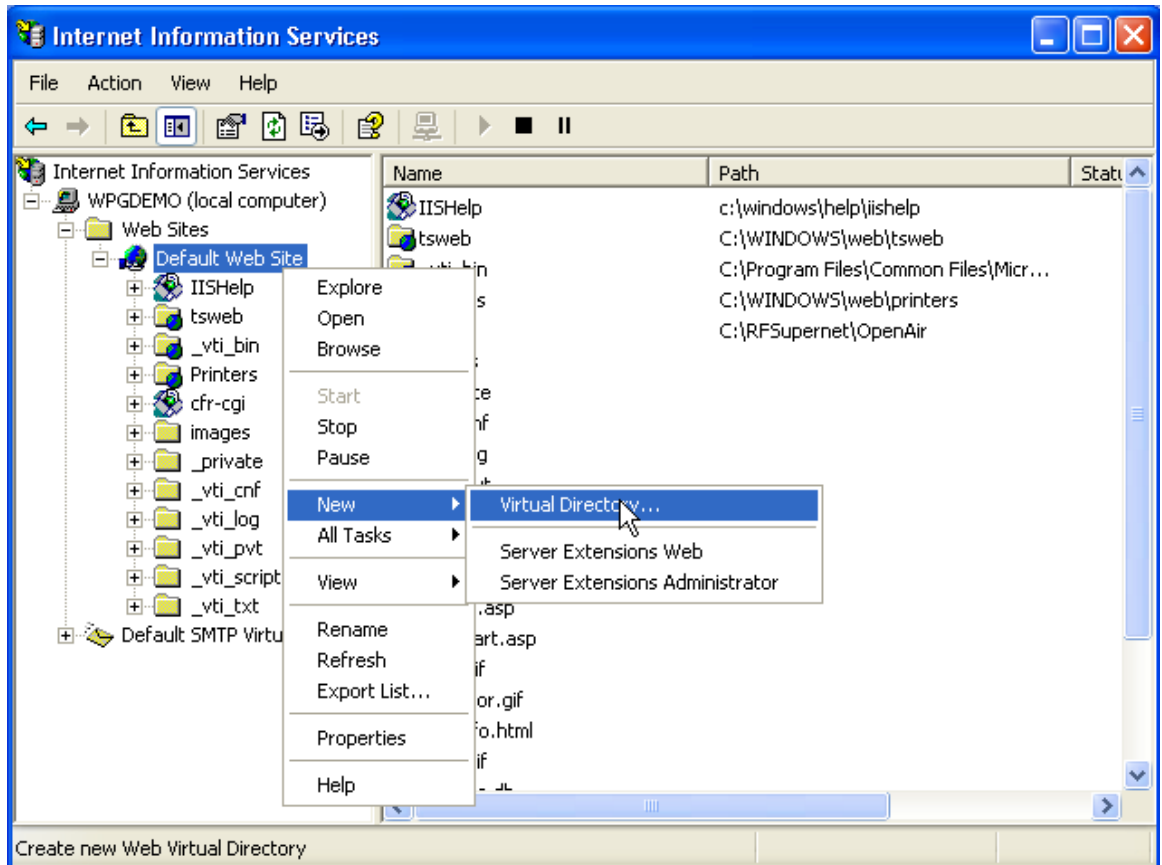 Internet Information Services
File Action View Help
Internet Information Services
WPGDEMO (local computer)
Web Sites
Default Web Site
IISHelp
tsweb
_vti_bin
Printers
cfr-cgi
images
_private
_vti_cnf
_vti_log
_vti_pvt
_vti_script
_vti_txt
Default SMTP Virtu
Explore
Open
Browse
Start
Stop
Pause
New
All Tasks
View
Rename
Refresh
Export List...
Properties
Help
Virtual Directory...
Server Extensions Web
Server Extensions Administrator
Name Path Statu
IISHelp c:\windows\help\iishelp
tsweb C:\WINDOWS\web\tsweb
C:\Program Files\Common Files\Micr...
C:\WINDOWS\web\printers
C:\RFSupernet\OpenAir
.asp
art.asp
if
or.gif
fo.html
if
Create new Web Virtual Directory